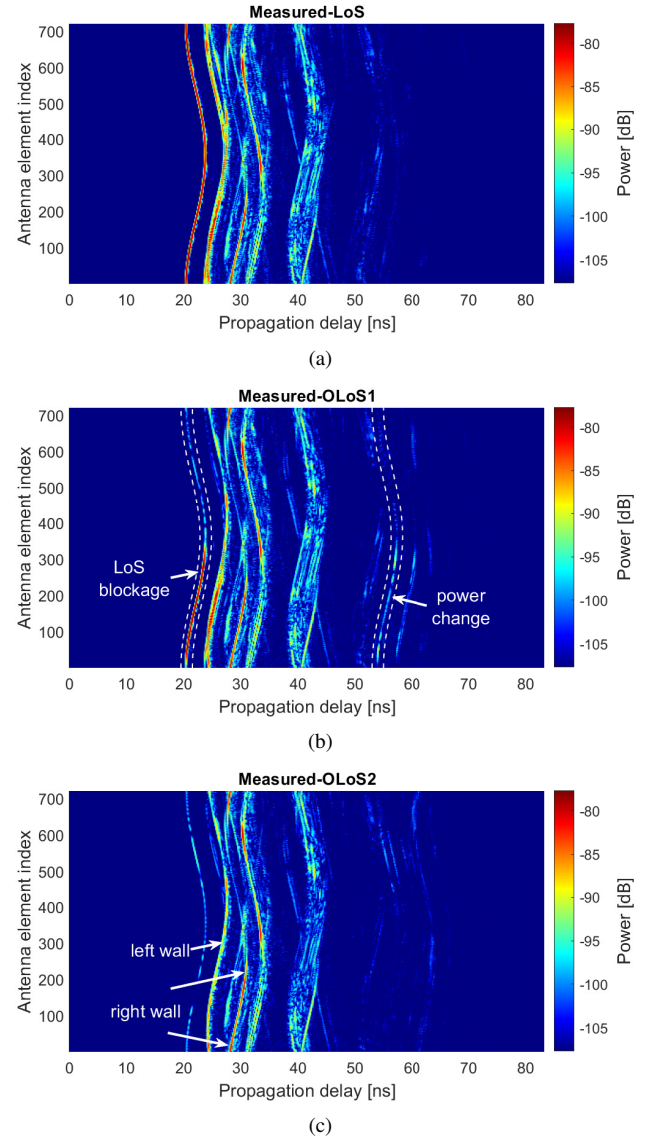 Measured-LoS
700
600
500
400
300
200
100
0 10 20 30 40 50 60 70 80
Antenna element index
Propagation delay [ns]
-80
-85
-90
-95
-100
-105
Power [dB]
(a)
Measured-OLoS1
700
600
500
400
300
200
100
0 10 20 30 40 50 60 70 80
Antenna element index
LoS
blockage
power
change
Propagation delay [ns]
-80
-85
-90
-95
-100
-105
Power [dB]
(b)
Measured-OLoS2
700
600
500
400
300
200
100
0 10 20 30 40 50 60 70 80
Antenna element index
left wall
right wall
Propagation delay [ns]
-80
-85
-90
-95
-100
-105
Power [dB]
(c)